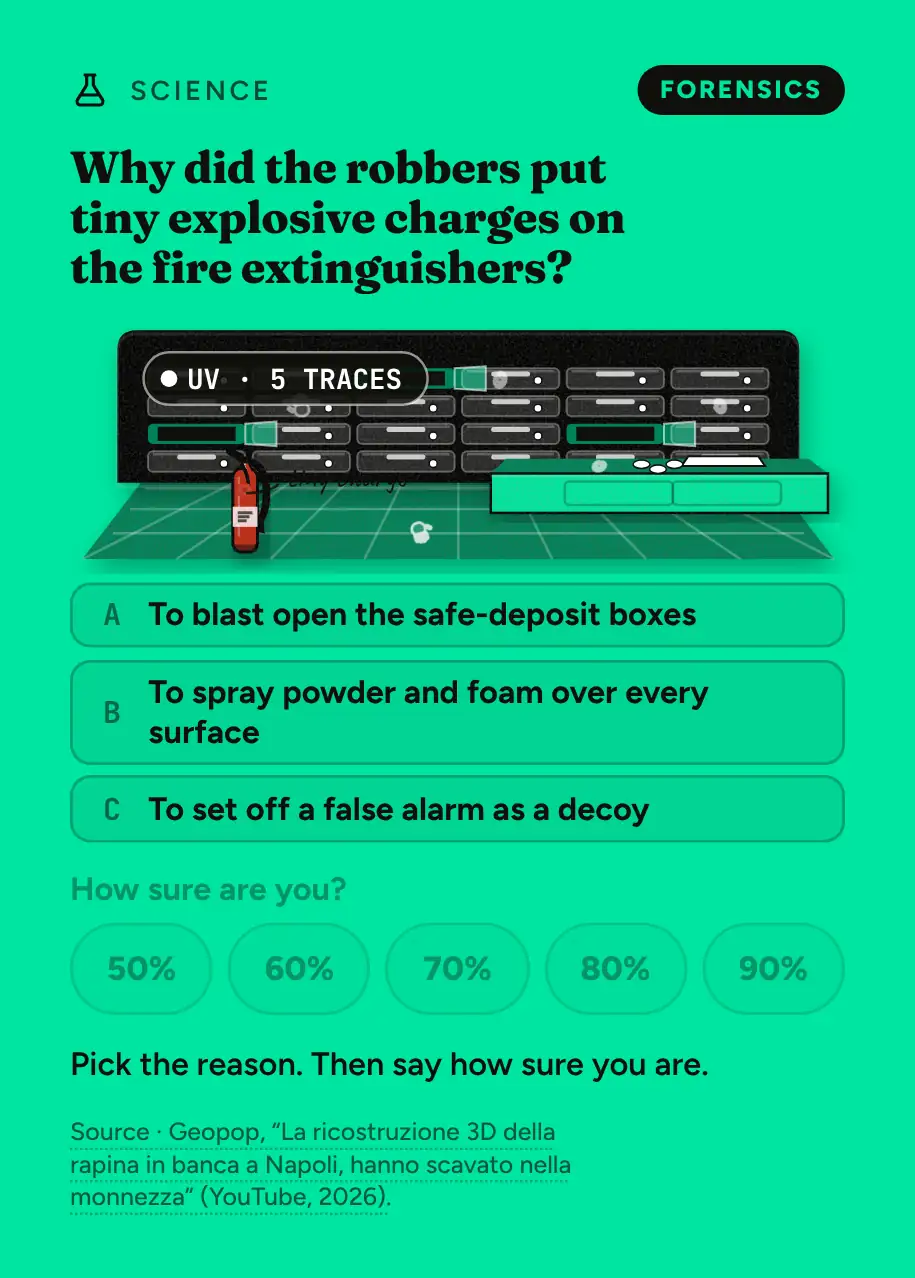 SCIENCE
FORENSICS
Why did the robbers put
tiny explosive charges on
the fire extinguishers?
UV · 5 TRACES
tiny charge
A To blast open the safe-deposit boxes
B To spray powder and foam over every
surface
C To set off a false alarm as a decoy
How sure are you?
50% 60% 70% 80% 90%
Pick the reason. Then say how sure you are.
Source · Geopop, “La ricostruzione 3D della
rapina in banca a Napoli, hanno scavato nella
monnezza” (YouTube, 2026).